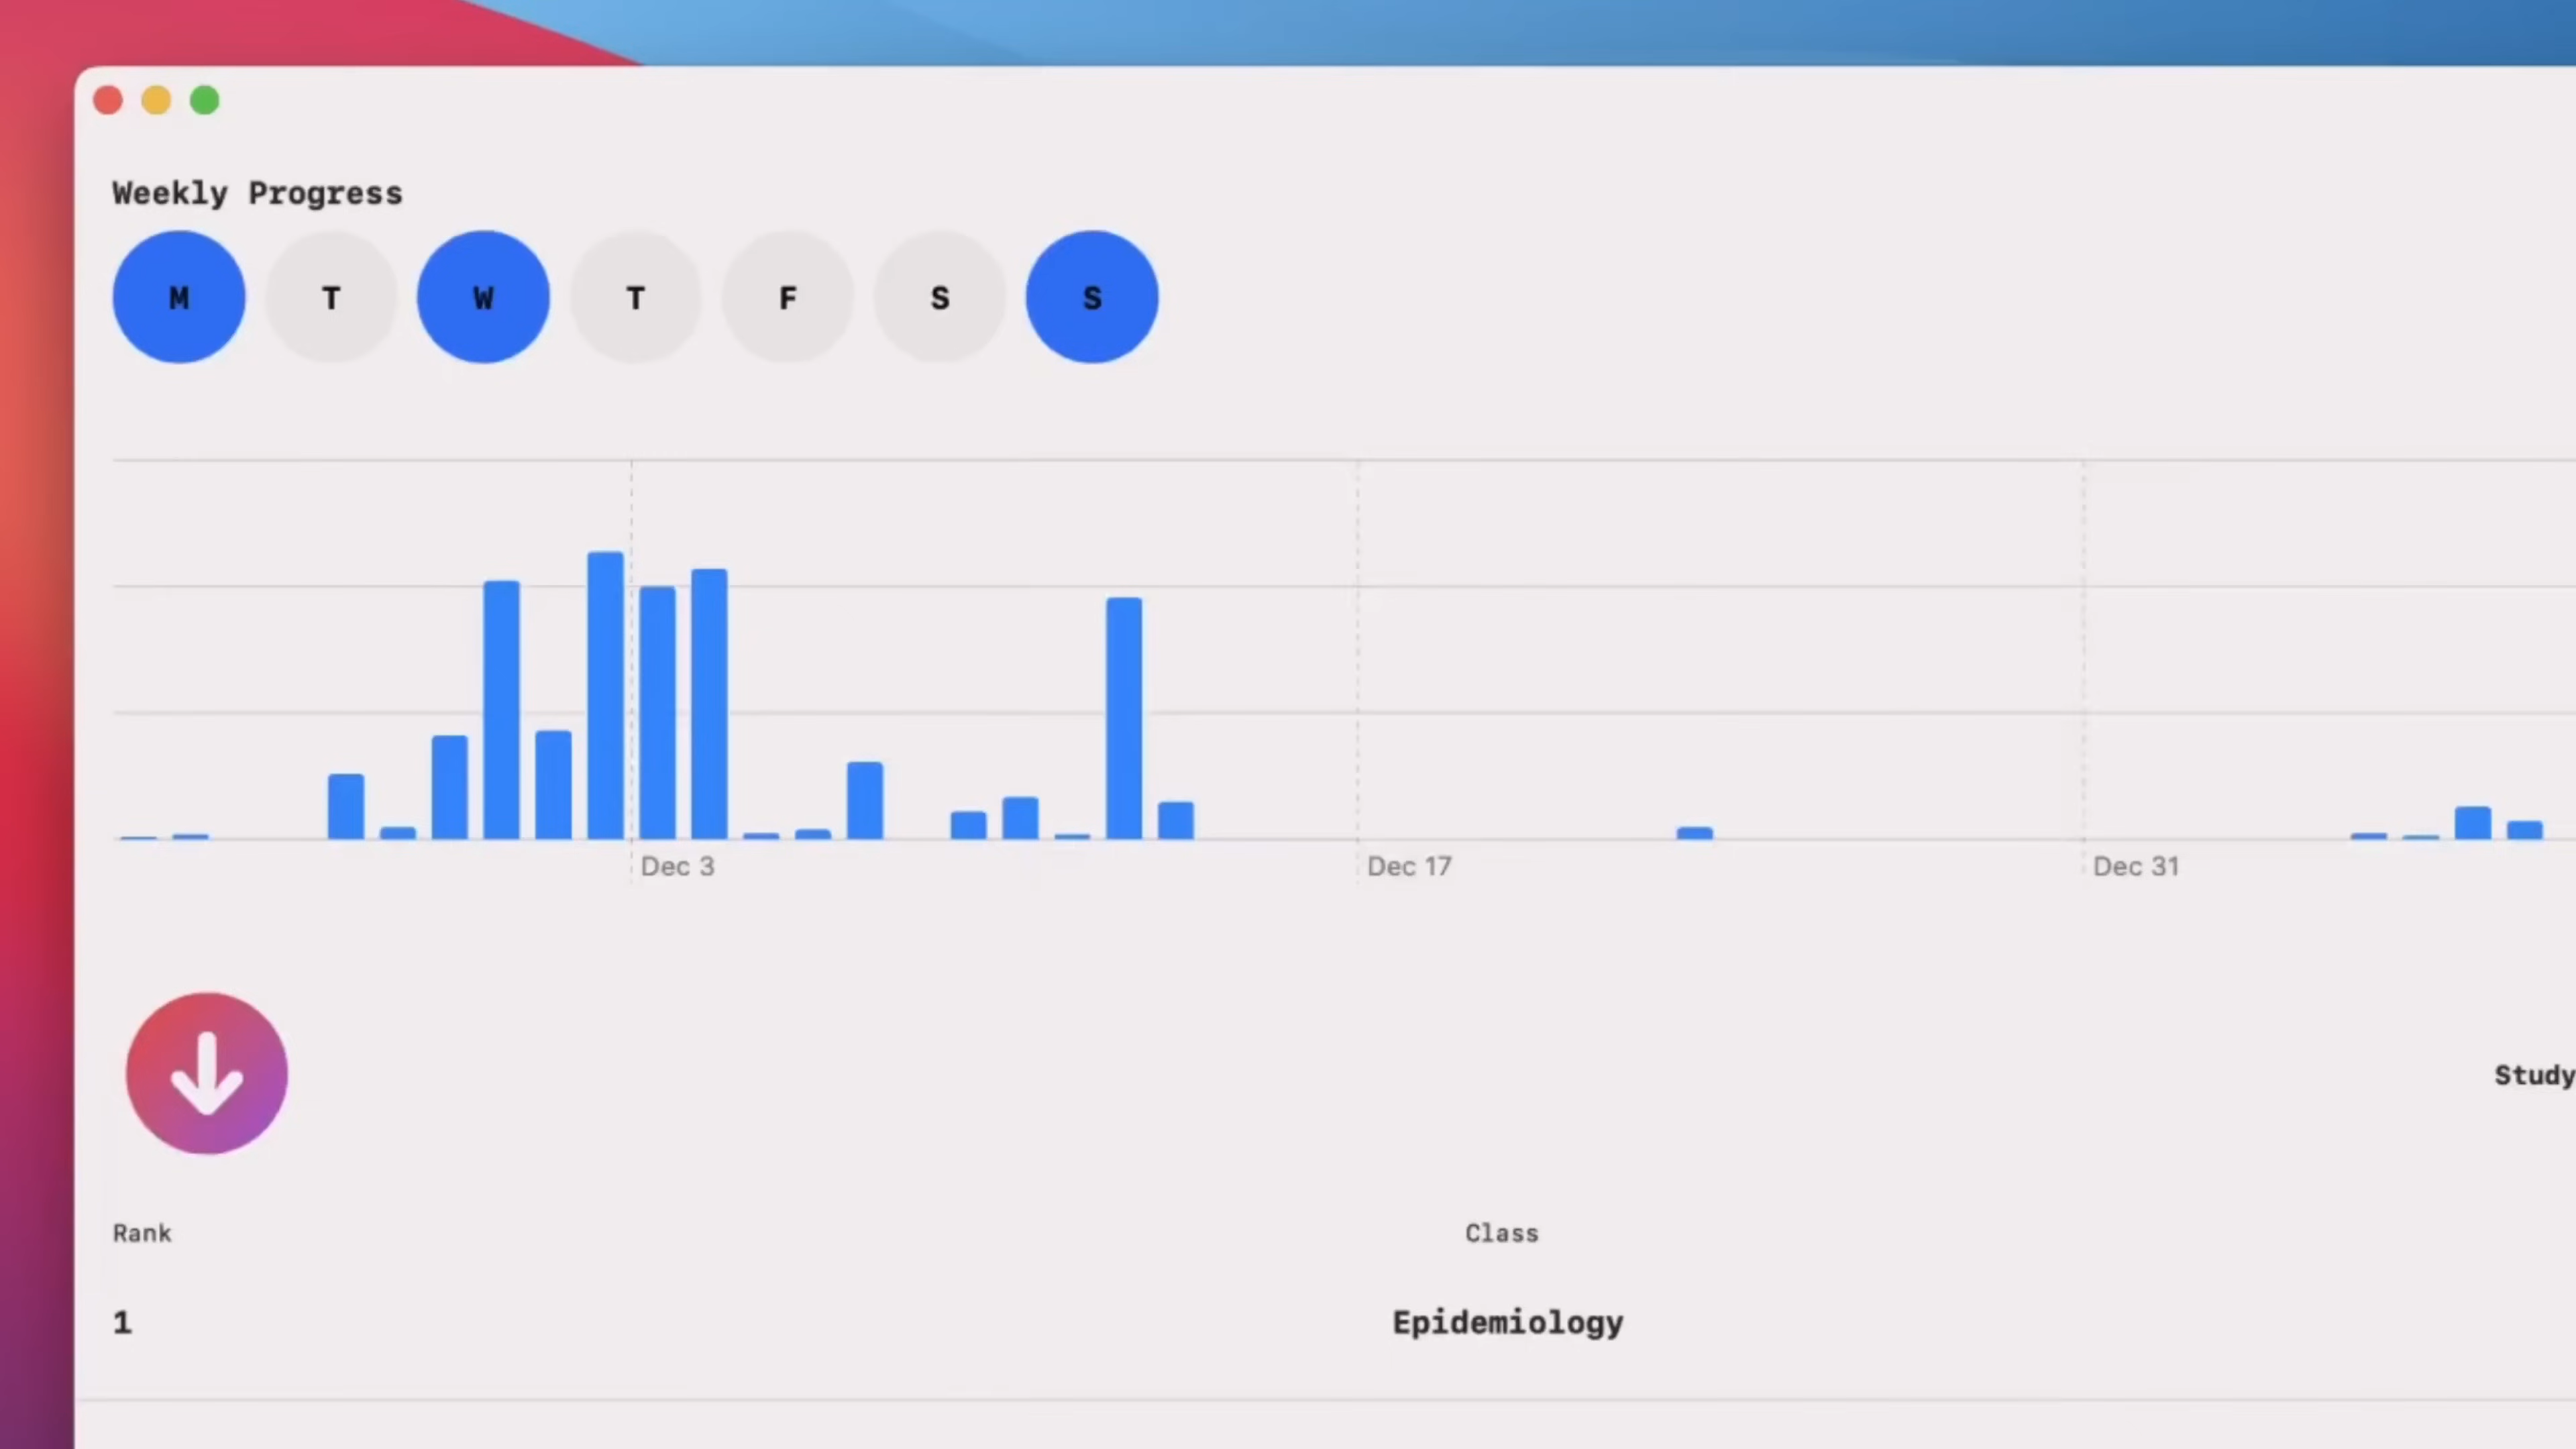 Weekly Progress
M T W T F S S
Dec 3 Dec 17 Dec 31
Study
Rank Class
1 Epidemiology